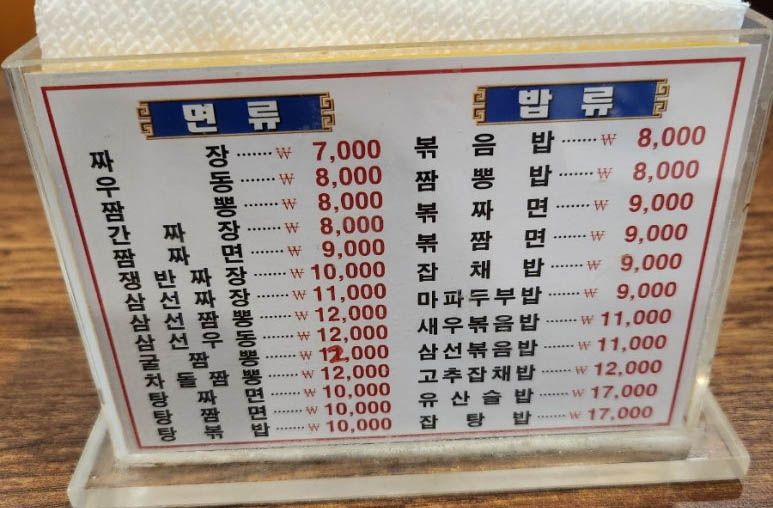 면류
짜장 ······ ₩ 7,000
우동 ······ ₩ 8,000
짬뽕 ······ ₩ 8,000
간짜장 ······ ₩ 8,000
짬짜면 ······ ₩ 9,000
쟁반짜장 ······ ₩ 10,000
삼선짜장 ······ ₩ 11,000
삼선짬뽕 ······ ₩ 12,000
삼선우동 ······ ₩ 12,000
굴짬뽕 ······ ₩ 12,000
차돌짬뽕 ······ ₩ 12,000
탕짜면 ······ ₩ 10,000
탕짬면 ······ ₩ 10,000
탕볶밥 ······ ₩ 10,000
밥류
볶음밥 ······ ₩ 8,000
짬뽕밥 ······ ₩ 8,000
볶짜면 ······ ₩ 9,000
볶짬면 ······ ₩ 9,000
잡채밥 ······ ₩ 9,000
마파두부밥 ······ ₩ 9,000
새우볶음밥 ······ ₩ 11,000
삼선볶음밥 ······ ₩ 11,000
고추잡채밥 ······ ₩ 12,000
유산슬밥 ······ ₩ 17,000
잡탕밥 ······ ₩ 17,000